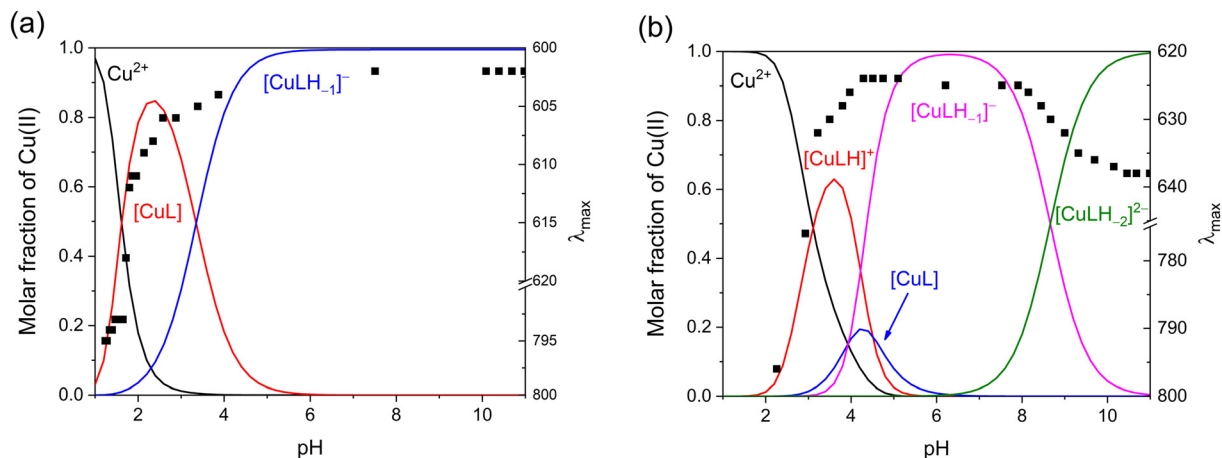 (a)
1.0
0.8
0.6
0.4
0.2
0.0
Molar fraction of Cu(II)
Cu²⁺
[CuL]
[CuLH₋₁]⁻
600
605
610
615
620
795
800
λmax
2
4
6
8
10
pH
(b)
1.0
0.8
0.6
0.4
0.2
0.0
Molar fraction of Cu(II)
Cu²⁺
[CuLH]⁺
[CuL]
[CuLH₋₁]⁻
[CuLH₋₂]²⁻
620
630
640
780
790
800
λmax
0
2
4
6
8
10
pH